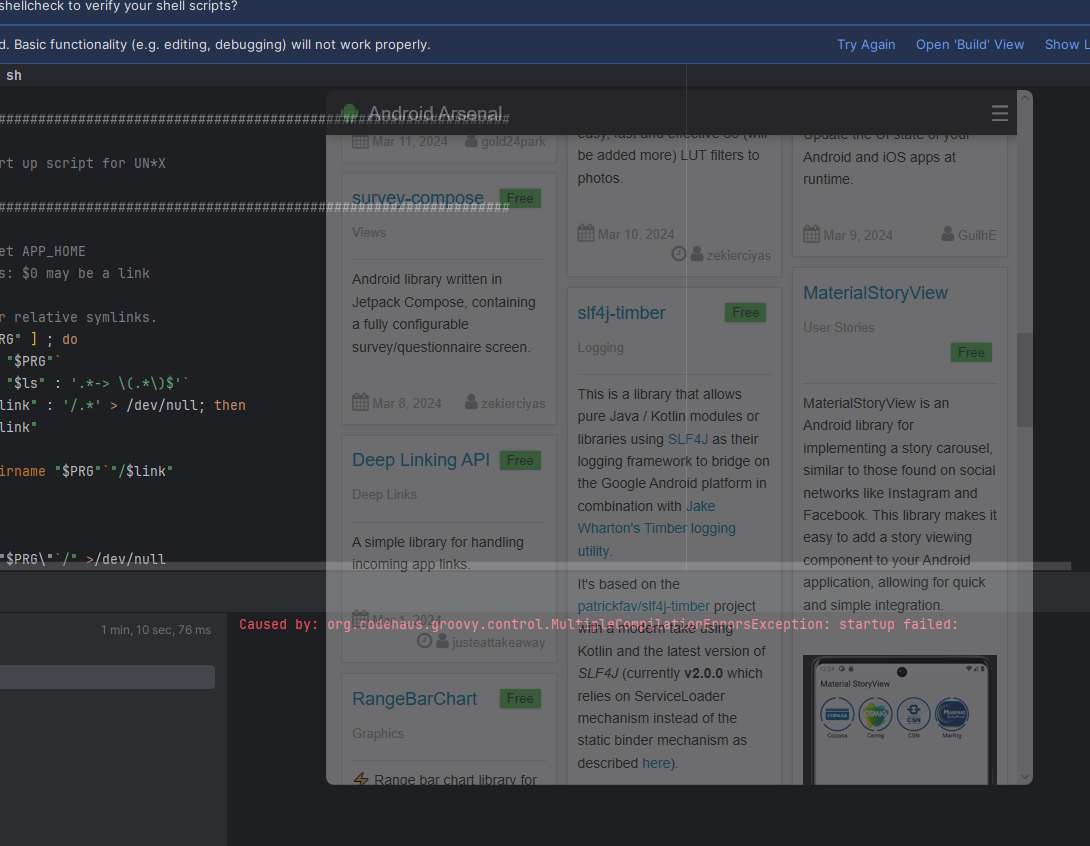 shellcheck to verify your shell scripts?
d. Basic functionality (e.g. editing, debugging) will not work properly.
Try Again Open 'Build' View Show L
sh
Android Arsenal
rt up script for UN*X
et APP_HOME
s: $0 may be a link
r relative symlinks.
RG" ] ; do
"$PRG"`
"$ls" : '.*-> \(.*\)$'`
link" : '/.*' > /dev/null; then
link"
irname "$PRG"`"/$link"
"$PRG\"`/" >/dev/null
1 min, 10 sec, 76 ms
Caused by: org.codehaus.groovy.control.MultipleCompilationErrorsException: startup failed:
Mar 11, 2024 gold24park
survey-compose Free
Views
Android library written in
Jetpack Compose, containing
a fully configurable
survey/questionnaire screen.
Mar 8, 2024 zekierciyas
Deep Linking API Free
Deep Links
A simple library for handling
incoming app links.
Mar 1, 2024
justeattakeaway
RangeBarChart Free
Graphics
Range bar chart library for
easy, fast and effective 30 (will
be added more) LUT filters to
photos.
Mar 10, 2024
zekierciyas
slf4j-timber Free
Logging
This is a library that allows
pure Java / Kotlin modules or
libraries using SLF4J as their
logging framework to bridge on
the Google Android platform in
combination with Jake
Wharton's Timber logging
utility.
It's based on the
patrickfav/slf4j-timber project
with a modern take using
Kotlin and the latest version of
SLF4J (currently v2.0.0 which
relies on ServiceLoader
mechanism instead of the
static binder mechanism as
described here).
Update the UI state of your
Android and iOS apps at
runtime.
Mar 9, 2024 GuilhE
MaterialStoryView
User Stories
Free
MaterialStoryView is an
Android library for
implementing a story carousel,
similar to those found on social
networks like Instagram and
Facebook. This library makes it
easy to add a story viewing
component to your Android
application, allowing for quick
and simple integration.
Material StoryView
Copasa Cemig CSN Marfrig